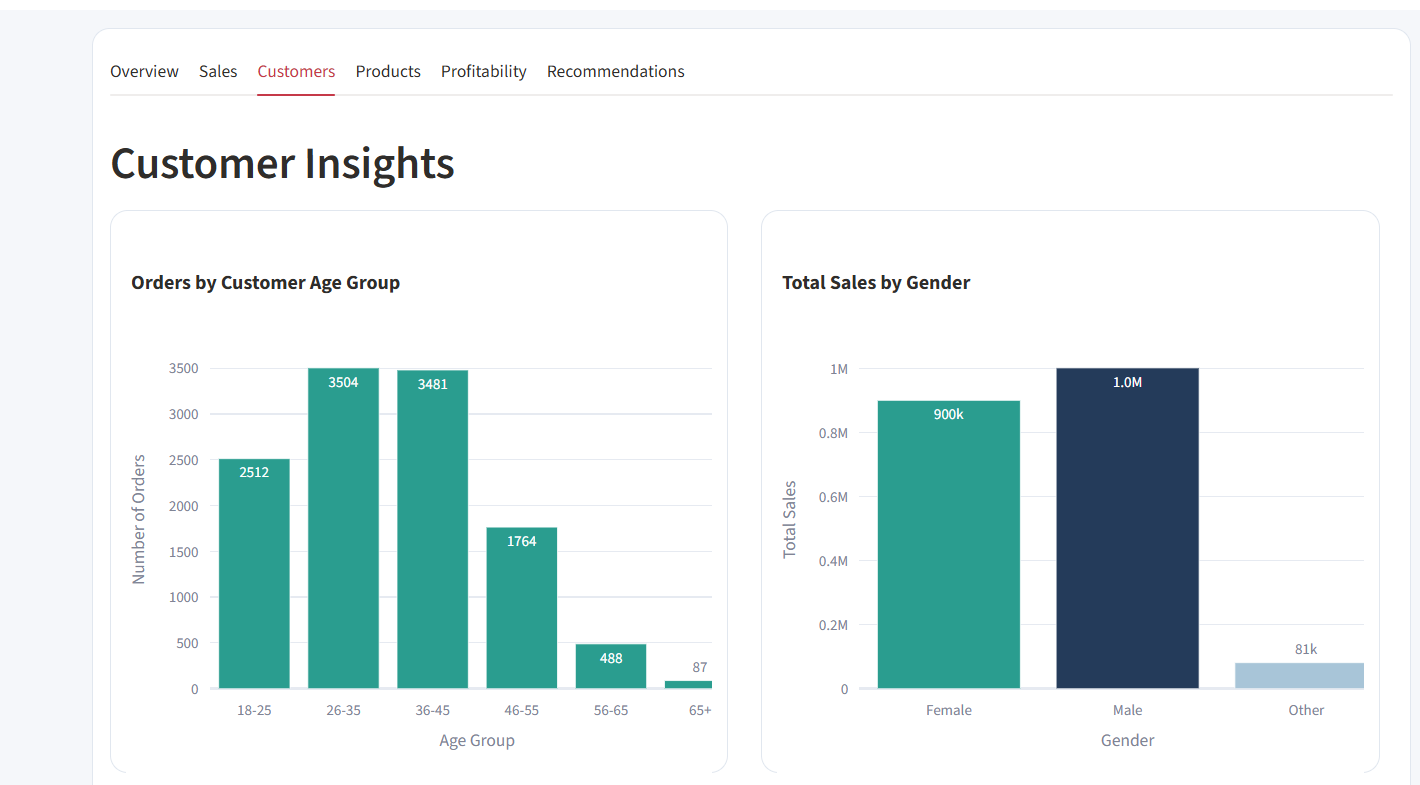 Overview Sales Customers Products Profitability Recommendations
Customer Insights
Orders by Customer Age Group
Number of Orders
3500
3000
2500
2000
1500
1000
500
0
2512
3504
3481
1764
488
87
18-25 26-35 36-45 46-55 56-65 65+
Age Group
Total Sales by Gender
Total Sales
1M
0.8M
0.6M
0.4M
0.2M
0
900k
1.0M
81k
Female Male Other
Gender